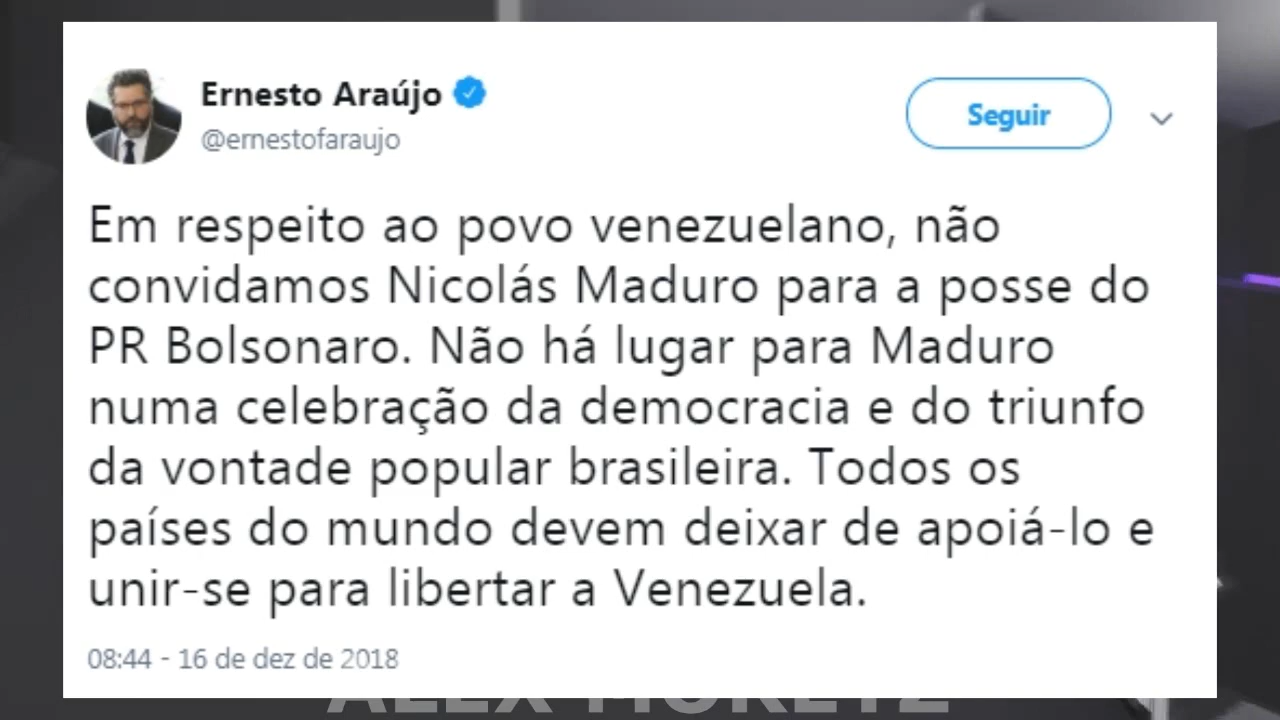 Ernesto Araújo
@ernestofaraujo
Seguir
Em respeito ao povo venezuelano, não
convidamos Nicolás Maduro para a posse do
PR Bolsonaro. Não há lugar para Maduro
numa celebração da democracia e do triunfo
da vontade popular brasileira. Todos os
países do mundo devem deixar de apoiá-lo e
unir-se para libertar a Venezuela.
08:44 - 16 de dez de 2018